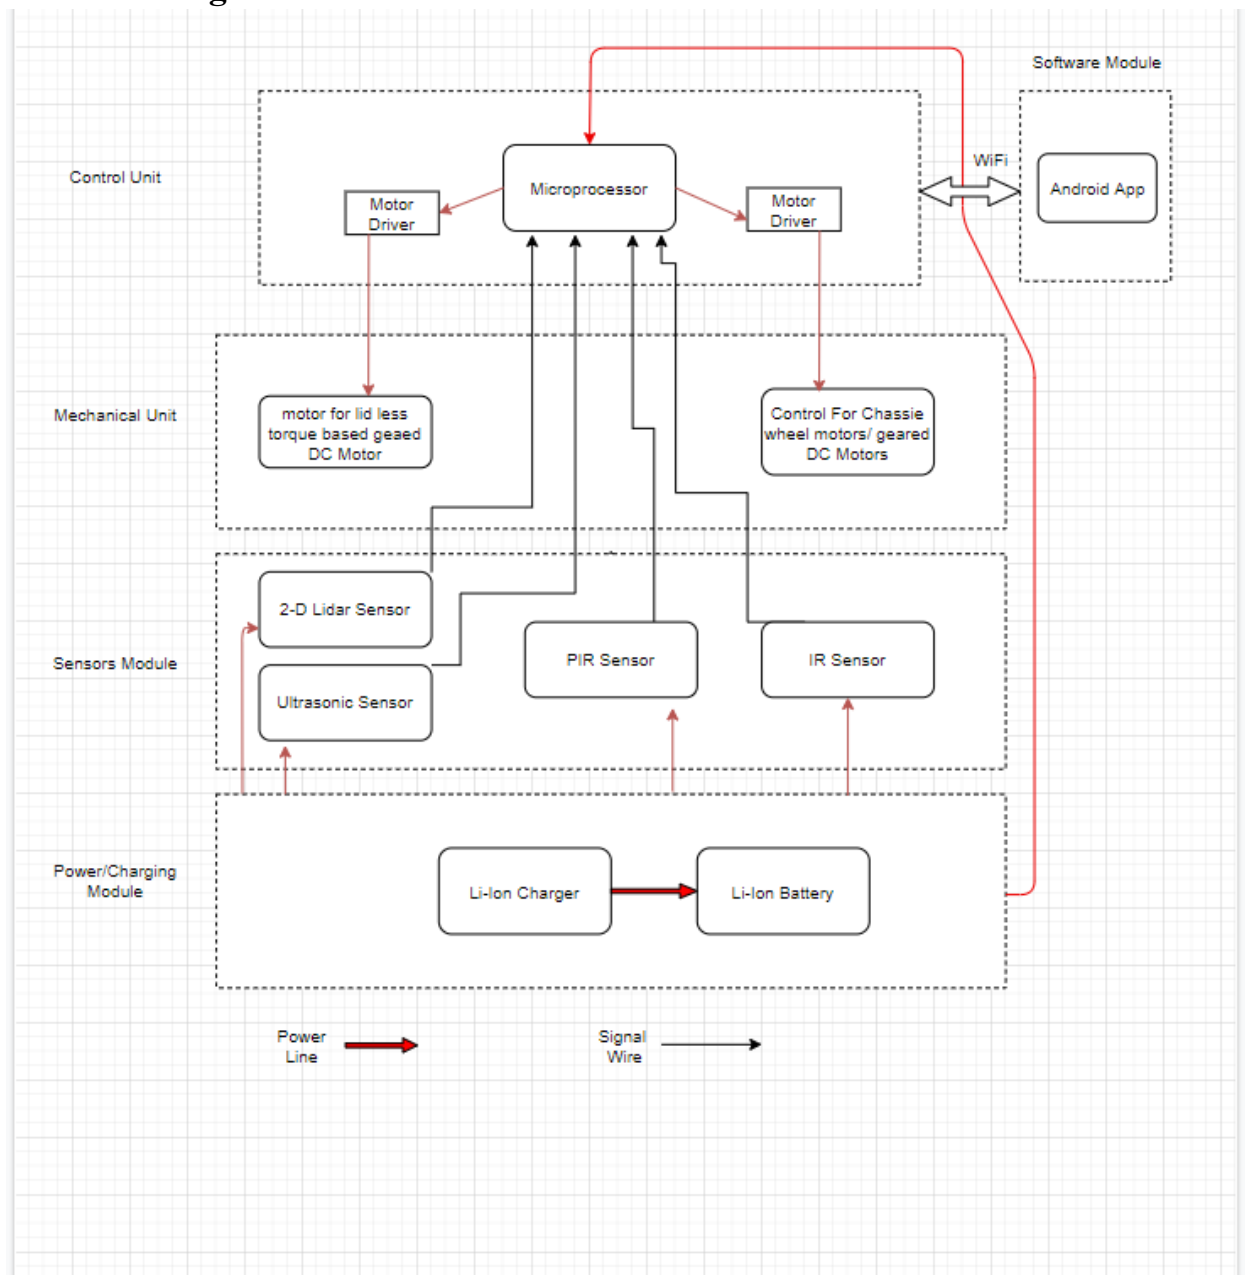 Software Module
WiFi
Control Unit
Microprocessor
Android App
Motor
Driver
Motor
Driver
Mechanical Unit
motor for lid less
torque based geaed
DC Motor
Control For Chassie
wheel motors/ geared
DC Motors
2-D Lidar Sensor
Sensors Module
PIR Sensor
IR Sensor
Ultrasonic Sensor
Power/Charging
Module
Li-Ion Charger
Li-Ion Battery
Power
Line
Signal
Wire